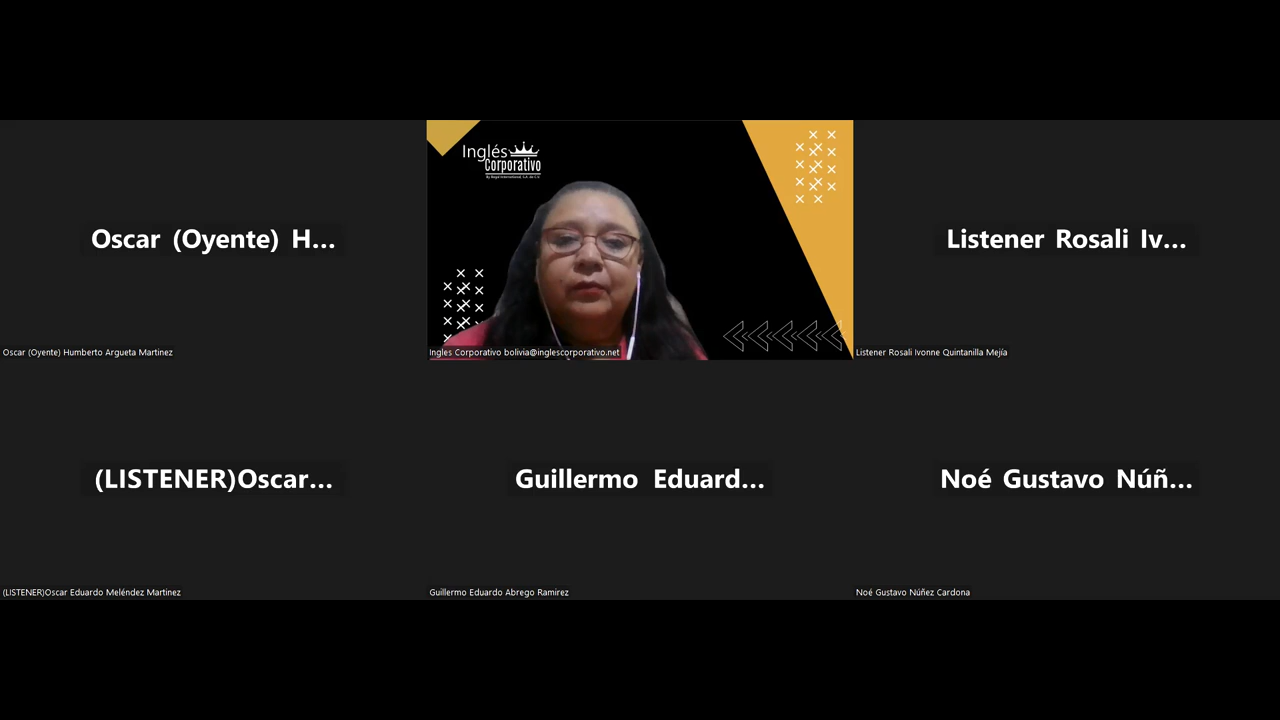 Oscar (Oyente) H...
Oscar (Oyente) Humberto Argueta Martinez
Inglés
Corporativo
Ingles Corporativo bolivia@inglescorporativo.net
Listener Rosali Iv...
Listener Rosali Ivonne Quintanilla Mejía
(LISTENER)Oscar...
(LISTENER)Oscar Eduardo Meléndez Martinez
Guillermo Eduard...
Guillermo Eduardo Abrego Ramirez
Noé Gustavo Núñ...
Noé Gustavo Núñez Cardona